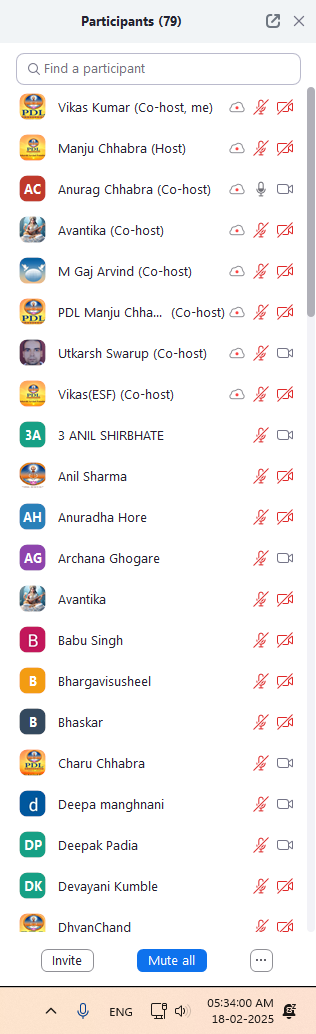 Participants (79)
Find a participant
PDL Vikas Kumar (Co-host, me)
PDL Manju Chhabra (Host)
AC Anurag Chhabra (Co-host)
Avantika (Co-host)
M Gaj Arvind (Co-host)
PDL PDL Manju Chha... (Co-host)
Utkarsh Swarup (Co-host)
PDL Vikas(ESF) (Co-host)
3A 3 ANIL SHIRBHATE
Anil Sharma
AH Anuradha Hore
AG Archana Ghogare
Avantika
B Babu Singh
B Bhargavisusheel
B Bhaskar
PDL Charu Chhabra
d Deepa manghnani
DP Deepak Padia
DK Devayani Kumble
DhvanChand
Invite Mute all ...
ENG 05:34:00 AM
18-02-2025